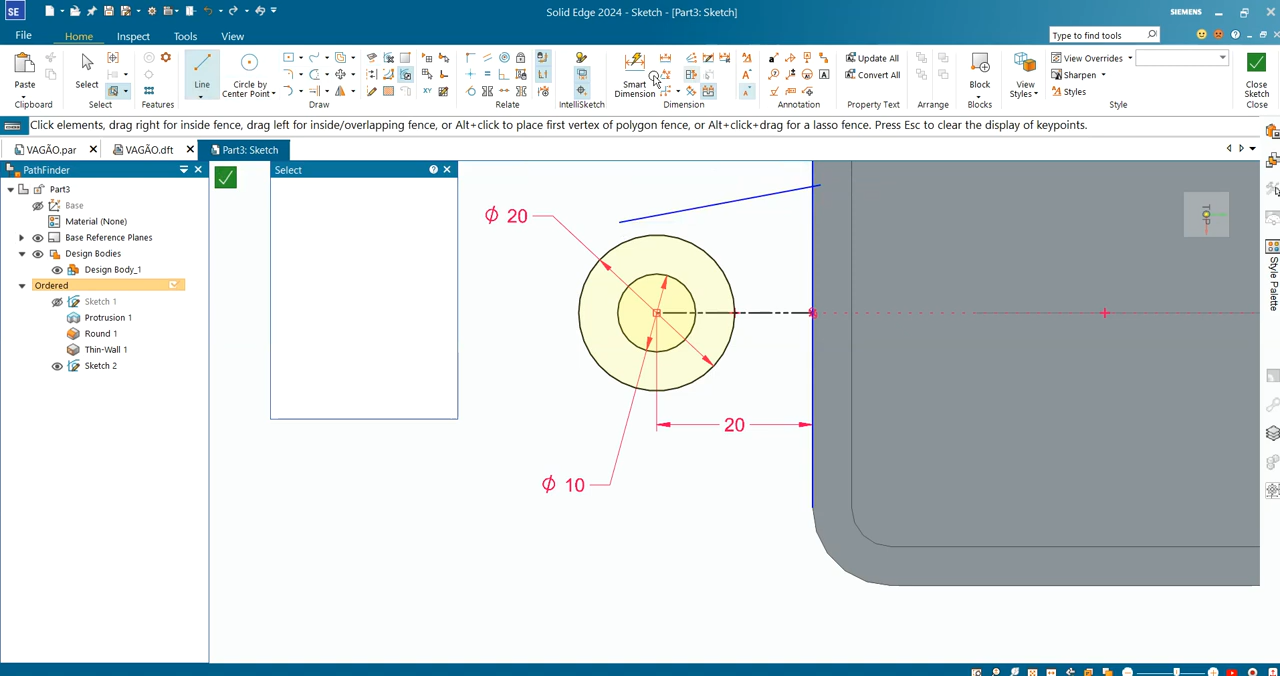 SE
Solid Edge 2024 - Sketch - [Part3: Sketch]
SIEMENS
File
Home
Inspect
Tools
View
Type to find tools
Paste
Clipboard
Select
Select
Features
Line
Circle by
Center Point
Draw
Relate
IntelliSketch
Smart
Dimension
Dimension
Annotation
Update All
Convert All
Property Text
Arrange
Block
Blocks
View
Styles
View Overrides
Sharpen
Styles
Style
Close
Sketch
Close
Click elements, drag right for inside fence, drag left for inside/overlapping fence, or Alt+click to place first vertex of polygon fence, or Alt+click+drag for a lasso fence. Press Esc to clear the display of keypoints.
VAGÃO.par
VAGÃO.dft
Part3: Sketch
PathFinder
Part3
Base
Material (None)
Base Reference Planes
Design Bodies
Design Body_1
Ordered
Sketch 1
Protrusion 1
Round 1
Thin-Wall 1
Sketch 2
Select
ϕ 20
20
ϕ 10
TOP
Style Palette